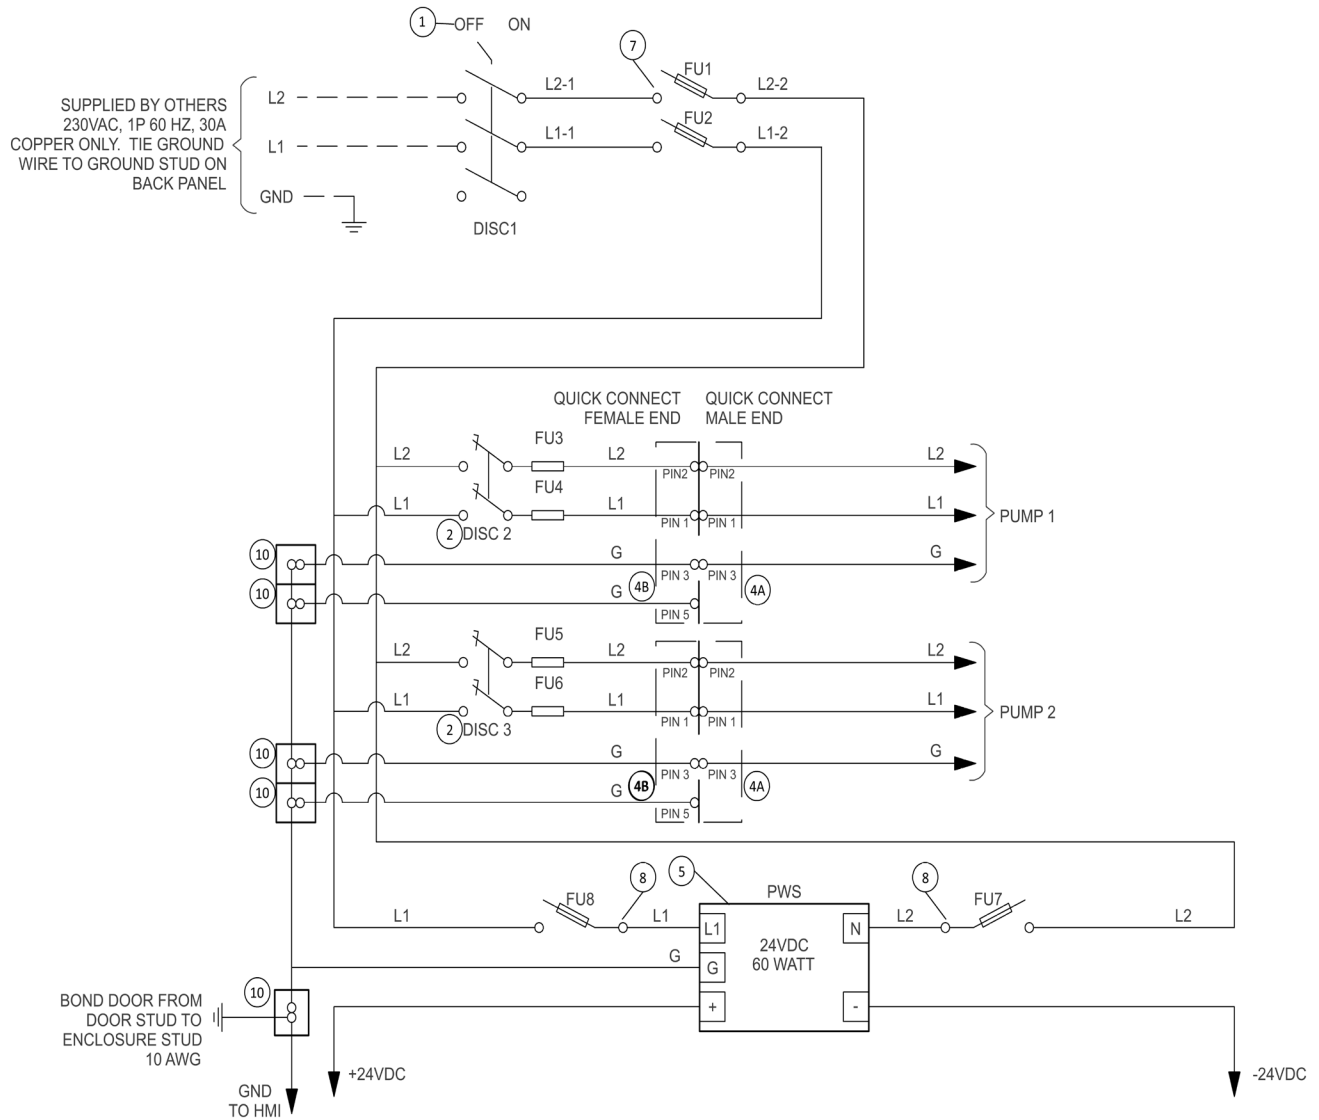 1
OFF ON
7
FU1
L2 L2-1 L2-2
SUPPLIED BY OTHERS
230VAC, 1P 60 HZ, 30A
COPPER ONLY. TIE GROUND
WIRE TO GROUND STUD ON
BACK PANEL
FU2
L1 L1-1 L1-2
GND
DISC1
QUICK CONNECT
FEMALE END
QUICK CONNECT
MALE END
FU3
L2 L2 L2
PIN2 PIN2
FU4
L1 L1 L1
PIN 1 PIN 1
PUMP 1
2 DISC 2
10 G G
PIN 3 PIN 3
4B 4A
10 G
PIN 5
FU5
L2 L2 L2
PIN2 PIN2
FU6
L1 L1 L1
PIN 1 PIN 1
PUMP 2
2 DISC 3
10 G G
PIN 3 PIN 3
4B 4A
10 G
PIN 5
8 5 PWS 8
FU8 FU7
L1 L1 L1 N L2 L2
24VDC
60 WATT
G G
+ -
10
BOND DOOR FROM
DOOR STUD TO
ENCLOSURE STUD
10 AWG
+24VDC -24VDC
GND
TO HMI